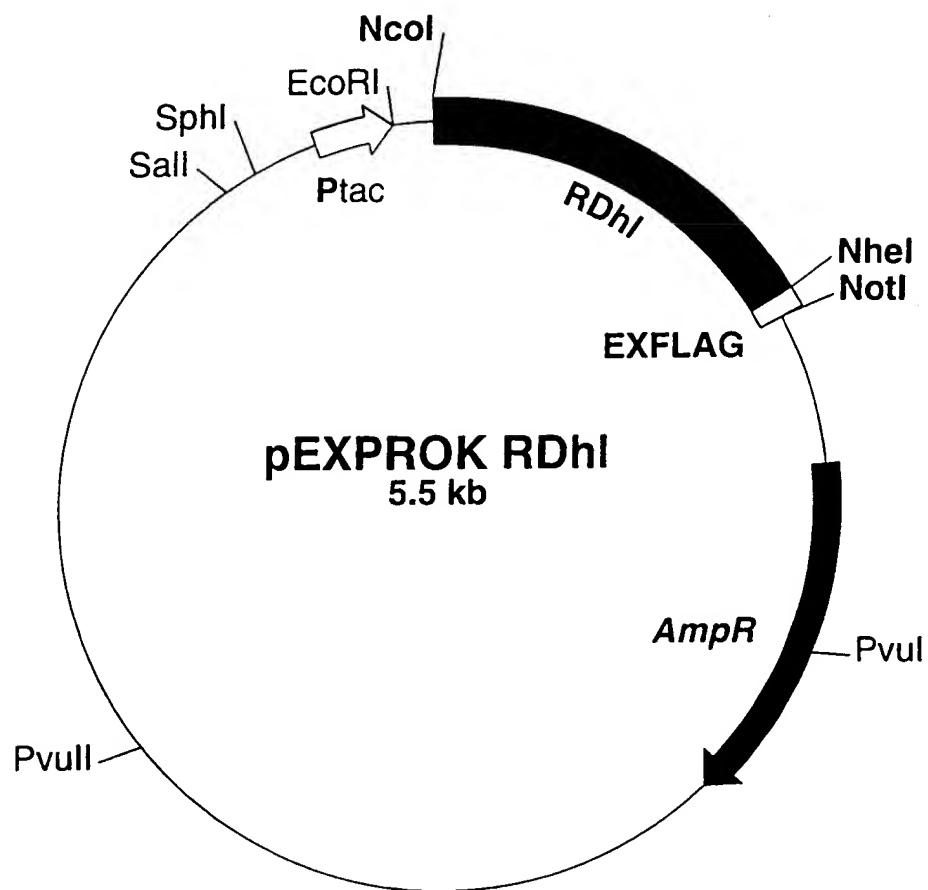 NcoI
EcoRI
SphI
SalI
Ptac
RDhI
NheI
NotI
EXFLAG
pEXPROK RDhI
5.5 kb
AmpR
PvuI
PvuII